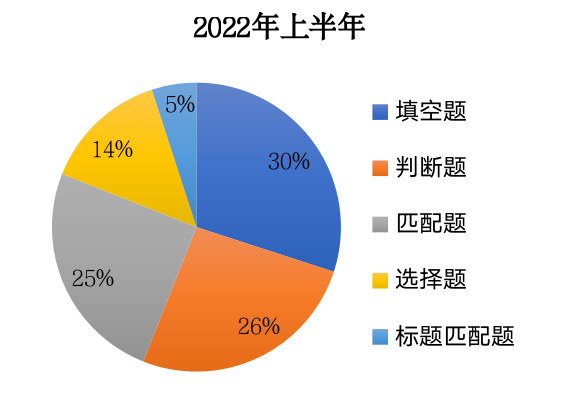 2022年上半年
5%
14%
30%
25%
26%
填空题
判断题
匹配题
选择题
标题匹配题